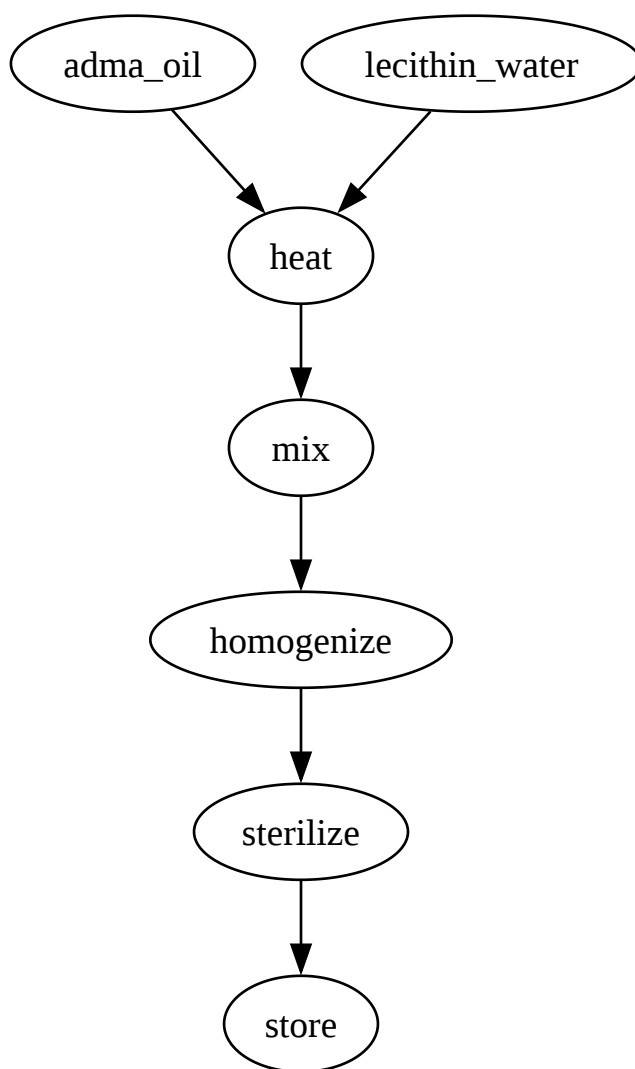 adma_oil
lecithin_water
heat
mix
homogenize
sterilize
store